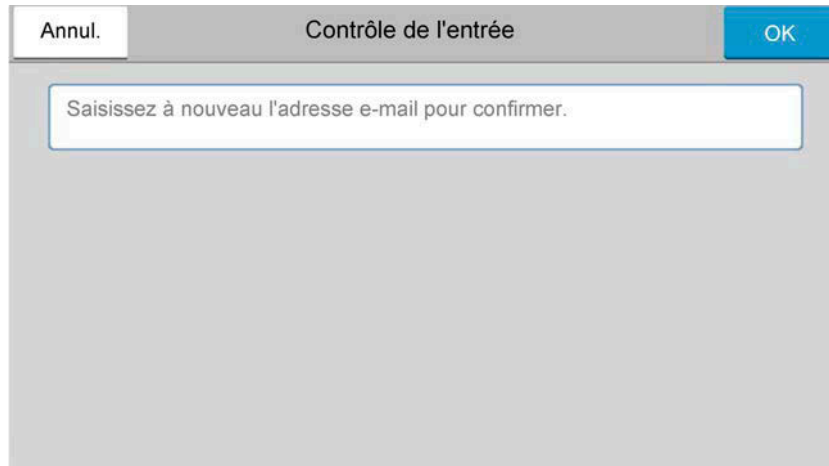 Annul.
Contrôle de l'entrée
OK
Saisissez à nouveau l'adresse e-mail pour confirmer.